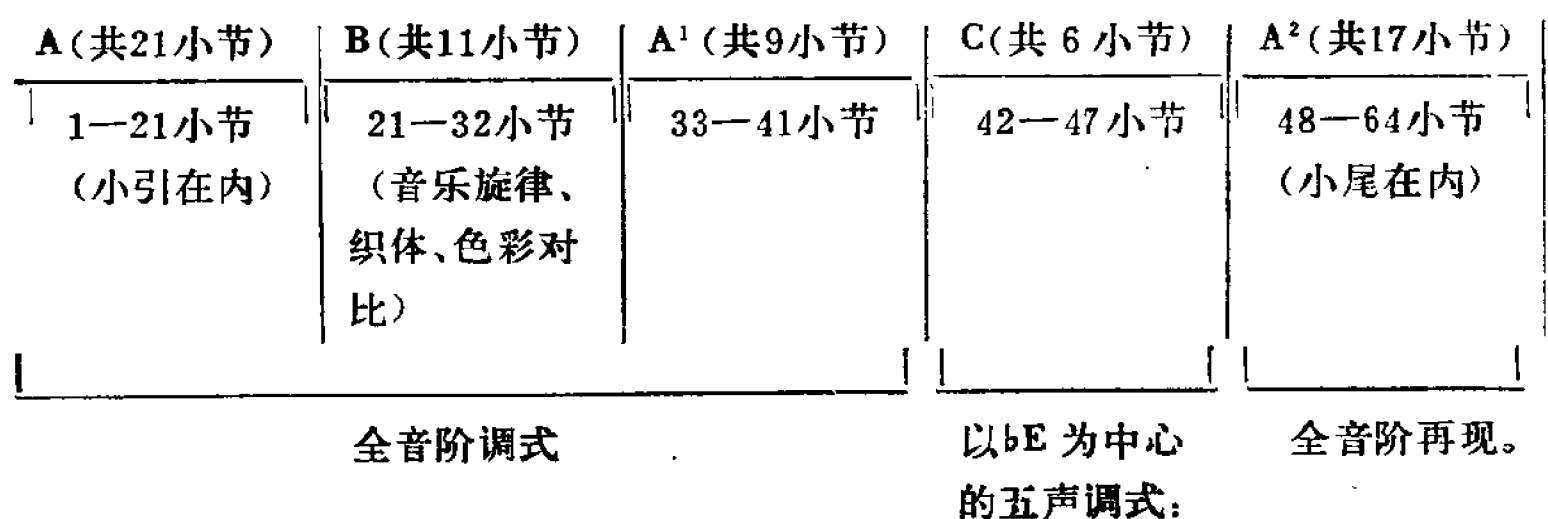 A(共21小节) B(共11小节) A¹(共9小节) C(共 6 小节) A²(共17小节)
1—21小节 21—32小节 33—41小节 42—47小节 48—64小节
(小引在内) (音乐旋律、 (小尾在内)
织体、色彩对
比)
全音阶调式 以♭E 为中心 全音阶再现。
的五声调式: